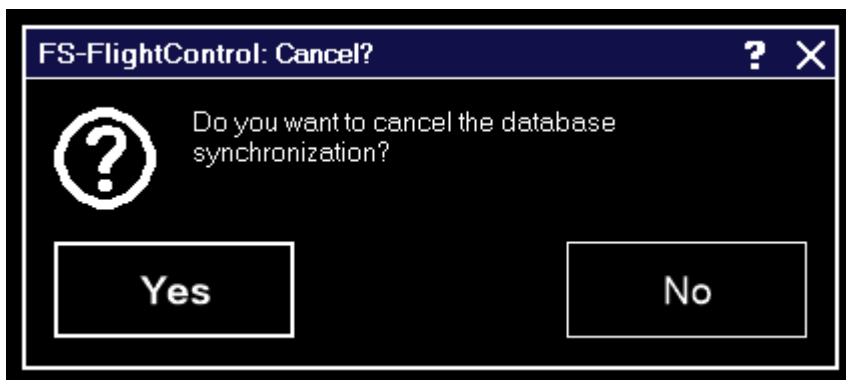 FS-FlightControl: Cancel?
Do you want to cancel the database
synchronization?
Yes
No